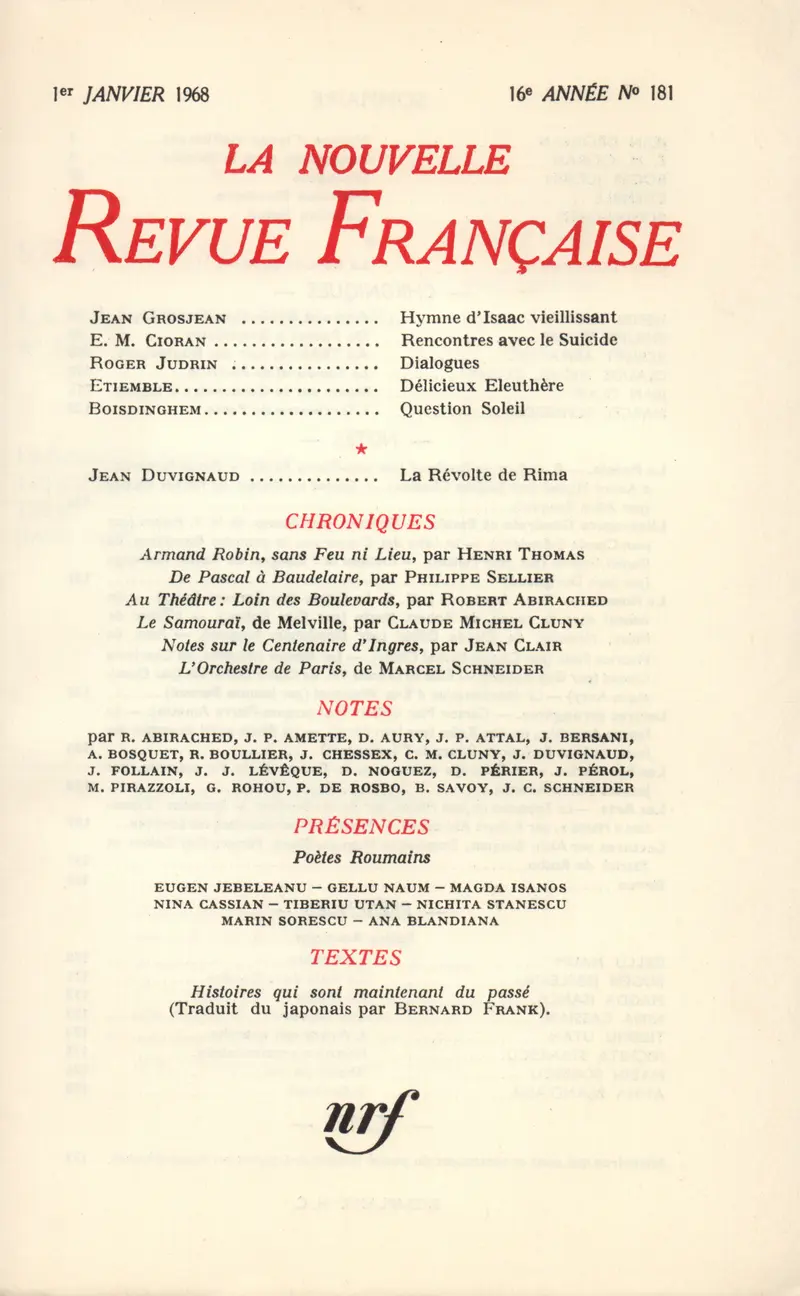 1er JANVIER 1968
16e ANNÉE No 181
LA NOUVELLE
REVUE FRANÇAISE
JEAN GROSJEAN ............... Hymne d'Isaac vieillissant
E. M. CIORAN .................. Rencontres avec le Suicide
ROGER JUDRIN ................ Dialogues
ETIEMBLE...................... Délicieux Eleuthère
BOISDINGHEM................... Question Soleil
★
JEAN DUVIGNAUD .............. La Révolte de Rima
CHRONIQUES
Armand Robin, sans Feu ni Lieu, par HENRI THOMAS
De Pascal à Baudelaire, par PHILIPPE SELLIER
Au Théâtre : Loin des Boulevards, par ROBERT ABIRACHED
Le Samouraï, de Melville, par CLAUDE MICHEL CLUNY
Notes sur le Centenaire d'Ingres, par JEAN CLAIR
L'Orchestre de Paris, de MARCEL SCHNEIDER
NOTES
par R. ABIRACHED, J. P. AMETTE, D. AURY, J. P. ATTAL, J. BERSANI,
A. BOSQUET, R. BOULLIER, J. CHESSEX, C. M. CLUNY, J. DUVIGNAUD,
J. FOLLAIN, J. J. LÉVÊQUE, D. NOGUEZ, D. PÉRIER, J. PÉROL,
M. PIRAZZOLI, G. ROHOU, P. DE ROSBO, B. SAVOY, J. C. SCHNEIDER
PRÉSENCES
Poètes Roumains
EUGEN JEBELEANU – GELLU NAUM – MAGDA ISANOS
NINA CASSIAN – TIBERIU UTAN – NICHITA STANESCU
MARIN SORESCU – ANA BLANDIANA
TEXTES
Histoires qui sont maintenant du passé
(Traduit du japonais par BERNARD FRANK).
nrf